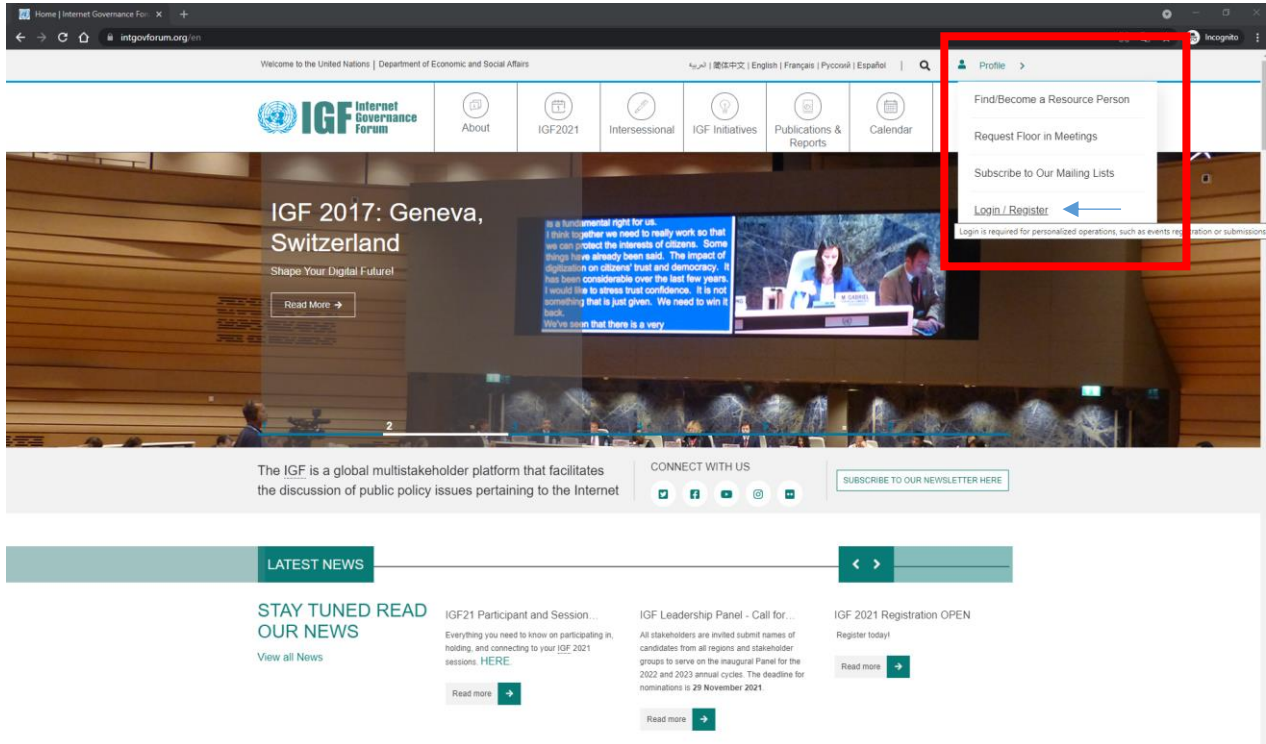 Home | Internet Governance For
intgovforum.org/en
Incognito
Welcome to the United Nations | Department of Economic and Social Affairs
العربية | 简体中文 | English | Français | Русский | Español |
Profile
Find/Become a Resource Person
Request Floor in Meetings
Subscribe to Our Mailing Lists
Login / Register
Login is required for personalized operations, such as events registration or submissions
IGF Internet
Governance
Forum
About
IGF2021
Intersessional
IGF Initiatives
Publications &
Reports
Calendar
IGF 2017: Geneva,
Switzerland
Shape Your Digital Future!
Read More →
is a fundamental right for us.
I think together we need to really work so that
we can protect the interests of citizens. Some
things have already been said. The impact of
digitization on citizens' trust and democracy. It
has been considerable over the last few years.
I would like to stress trust confidence. It is not
something that is just given. We need to win it
back.
We've seen that there is a very
M. GABRIEL
2
The IGF is a global multistakeholder platform that facilitates
the discussion of public policy issues pertaining to the Internet
CONNECT WITH US
SUBSCRIBE TO OUR NEWSLETTER HERE
LATEST NEWS
STAY TUNED READ
OUR NEWS
View all News
IGF21 Participant and Session...
Everything you need to know on participating in,
holding, and connecting to your IGF 2021
sessions. HERE.
Read more →
IGF Leadership Panel - Call for...
All stakeholders are invited submit names of
candidates from all regions and stakeholder
groups to serve on the inaugural Panel for the
2022 and 2023 annual cycles. The deadline for
nominations is 29 November 2021.
Read more →
IGF 2021 Registration OPEN
Register today!
Read more →